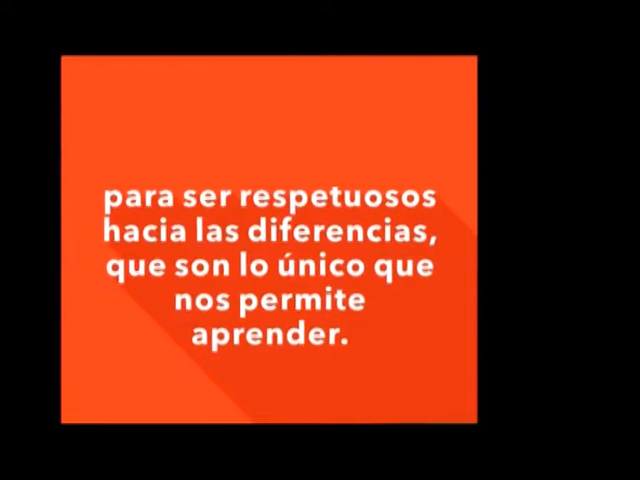 para ser respetuosos
hacia las diferencias,
que son lo único que
nos permite
aprender.